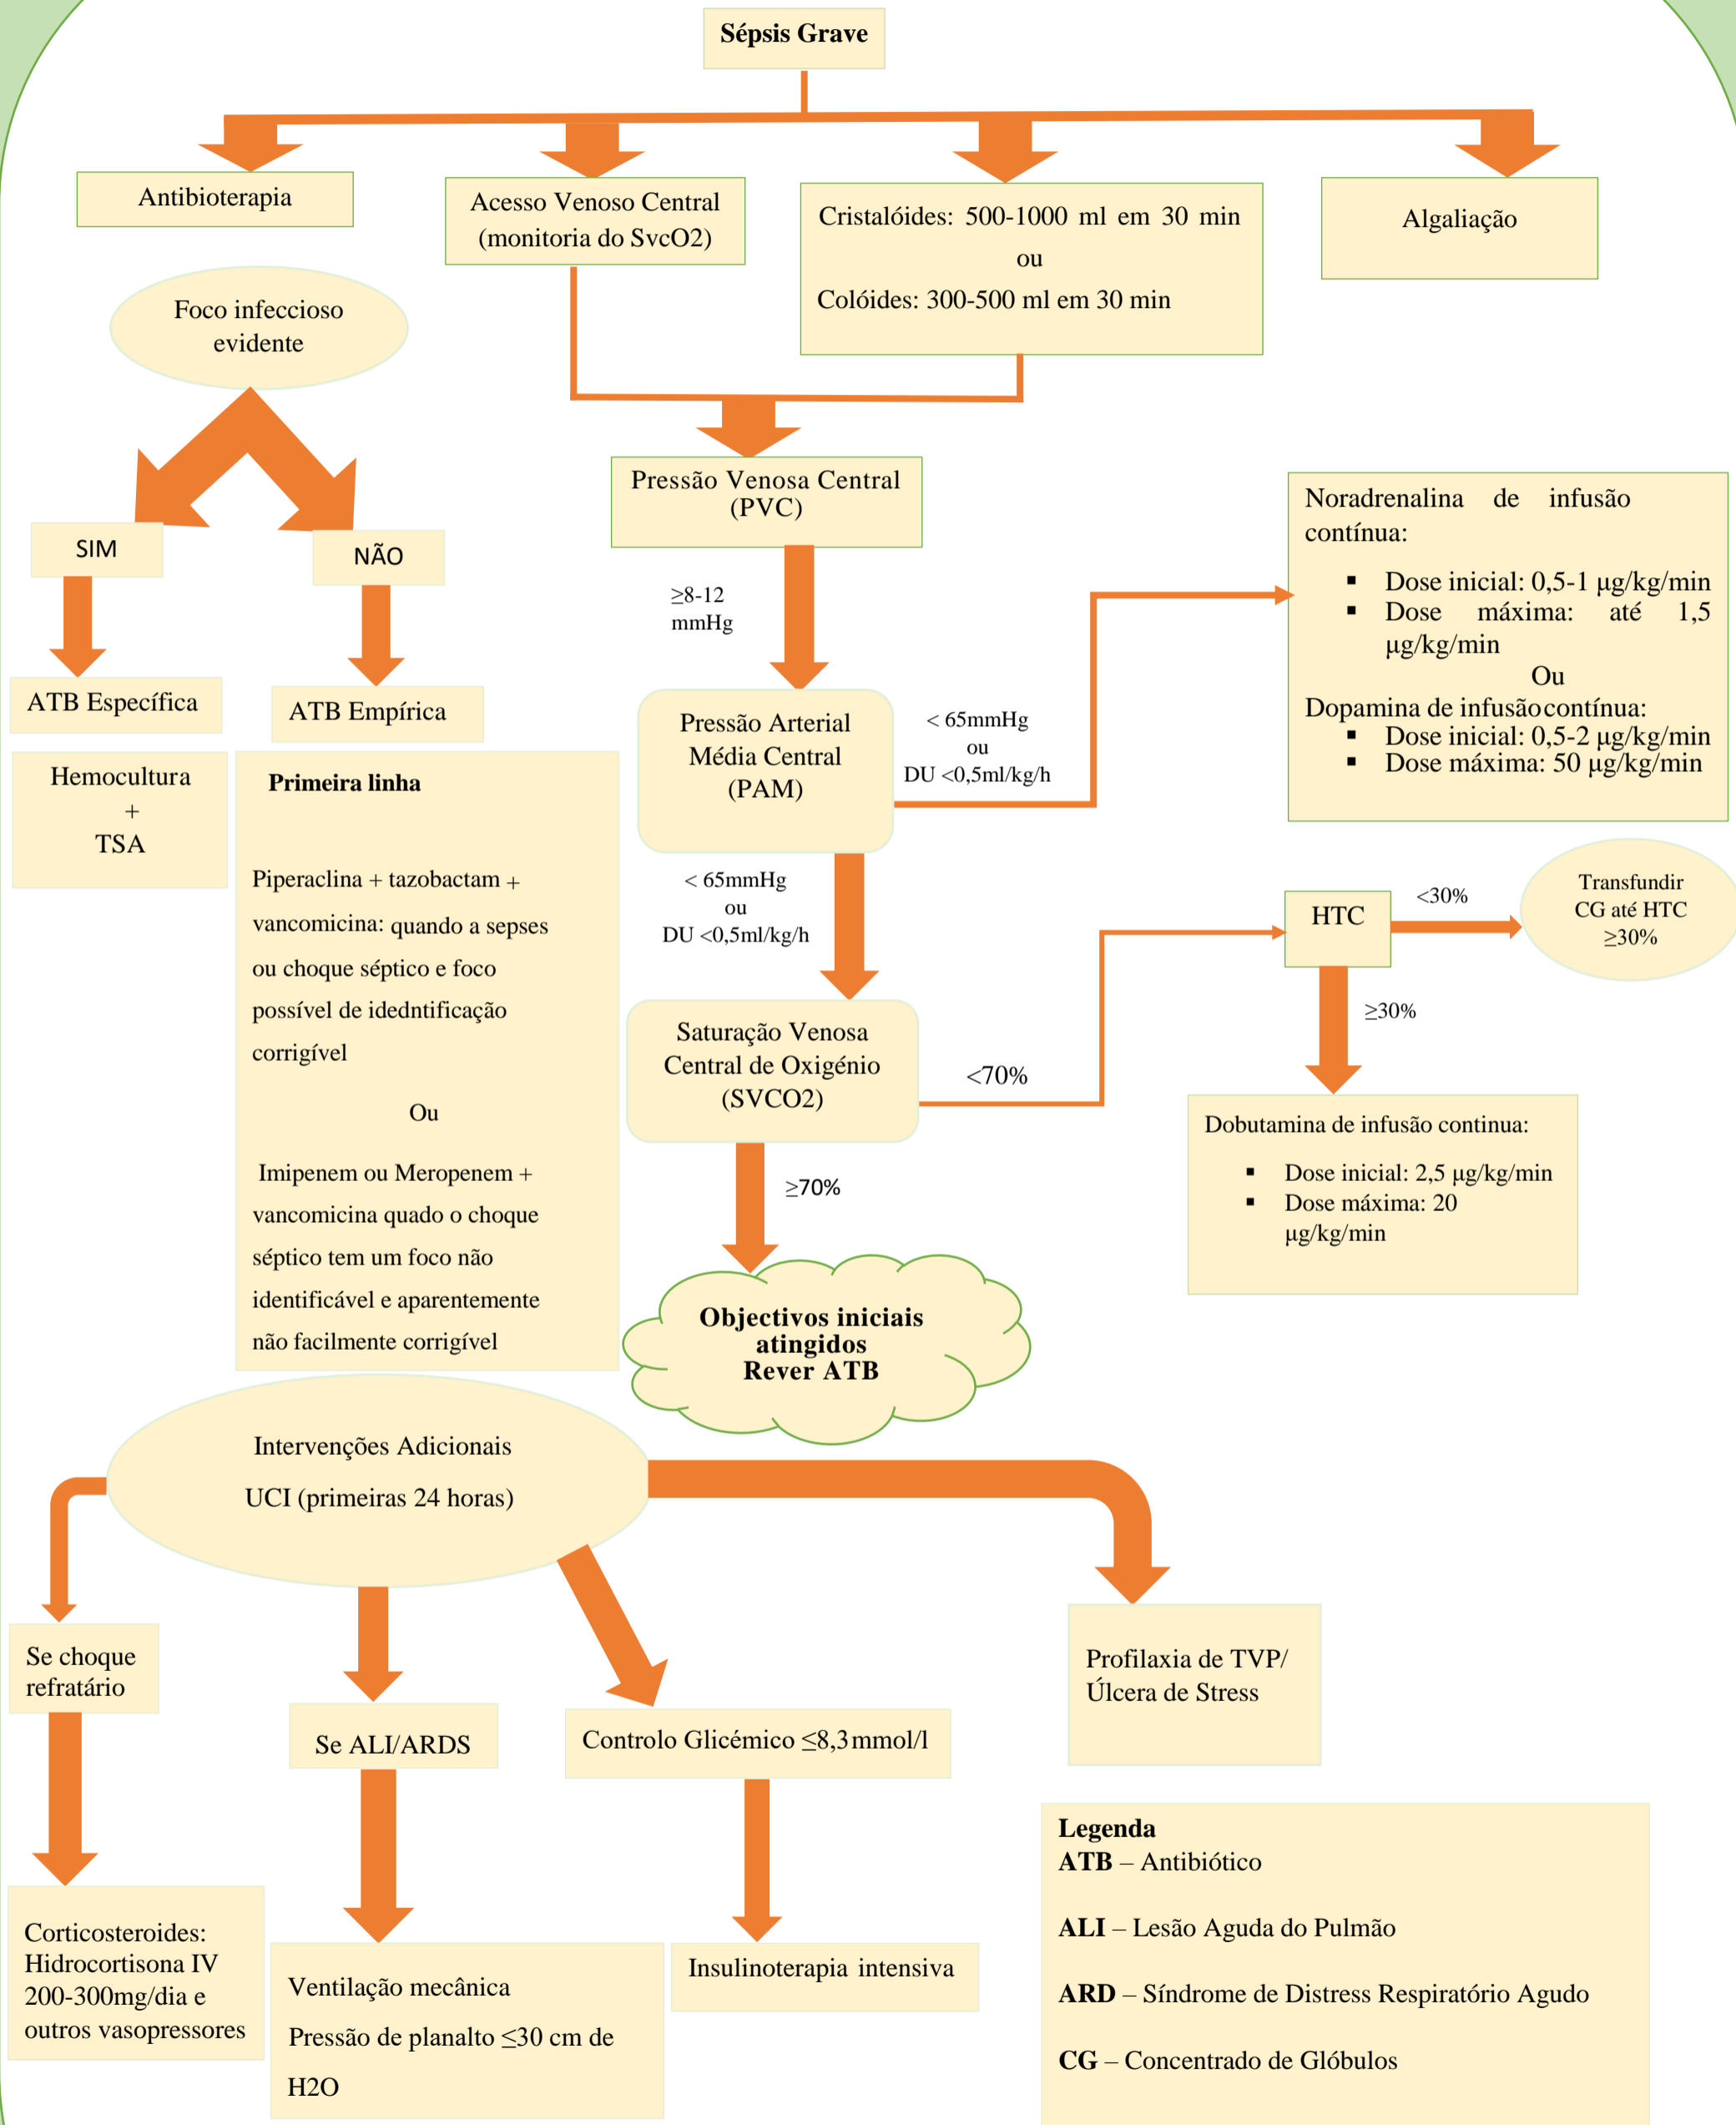 Sépsis Grave
Antibioterapia
Acesso Venoso Central
(monitoria do SvcO2)
Cristalóides: 500-1000 ml em 30 min
ou
Colóides: 300-500 ml em 30 min
Algaliação
Foco infeccioso
evidente
SIM
NÃO
ATB Específica
ATB Empírica
Hemocultura
+
TSA
Primeira linha
Piperaclina + tazobactam +
vancomicina: quando a sepses
ou choque séptico e foco
possível de idedntificação
corrigível
Ou
Imipenem ou Meropenem +
vancomicina quado o choque
séptico tem um foco não
identificável e aparentemente
não facilmente corrigível
Pressão Venosa Central
(PVC)
≥8-12
mmHg
Pressão Arterial
Média Central
(PAM)
< 65mmHg
ou
DU <0,5ml/kg/h
Noradrenalina de infusão
contínua:
▪ Dose inicial: 0,5-1 µg/kg/min
▪ Dose máxima: até 1,5
µg/kg/min
Ou
Dopamina de infusão contínua:
▪ Dose inicial: 0,5-2 µg/kg/min
▪ Dose máxima: 50 µg/kg/min
< 65mmHg
ou
DU <0,5ml/kg/h
Saturação Venosa
Central de Oxigénio
(SVCO2)
<70%
HTC
<30%
Transfundir
CG até HTC
≥30%
≥30%
Dobutamina de infusão continua:
▪ Dose inicial: 2,5 µg/kg/min
▪ Dose máxima: 20
µg/kg/min
≥70%
Objectivos iniciais
atingidos
Rever ATB
Intervenções Adicionais
UCI (primeiras 24 horas)
Se choque
refratário
Se ALI/ARDS
Controlo Glicémico ≤8,3mmol/l
Profilaxia de TVP/
Úlcera de Stress
Corticosteroides:
Hidrocortisona IV
200-300mg/dia e
outros vasopressores
Ventilação mecânica
Pressão de planalto ≤30 cm de
H2O
Insulinoterapia intensiva
Legenda
ATB – Antibiótico
ALI – Lesão Aguda do Pulmão
ARD – Síndrome de Distress Respiratório Agudo
CG – Concentrado de Glóbulos